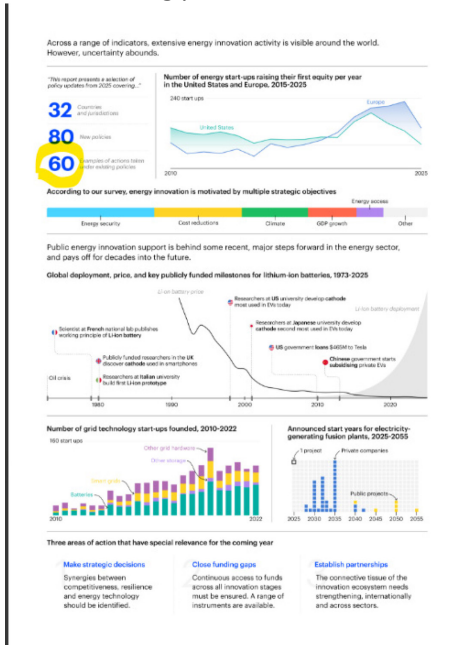 Across a range of indicators, extensive energy innovation activity is visible around the world.
However, uncertainty abounds.
"This report presents a selection of
policy updates from 2025 covering..."
32 Countries
and jurisdictions
80 New policies
60 Examples of actions taken
under existing policies
Number of energy start-ups raising their first equity per year
in the United States and Europe, 2015-2025
240 start ups
Europe
United States
2010
2025
According to our survey, energy innovation is motivated by multiple strategic objectives
Energy access
Energy security
Cost reductions
Climate
GDP growth
Other
Public energy innovation support is behind some recent, major steps forward in the energy sector,
and pays off for decades into the future.
Global deployment, price, and key publicly funded milestones for lithium-ion batteries, 1973-2025
Li-ion battery price
Researchers at US university develop cathode
most used in EVs today
Li-ion battery deployment
Scientist at French national lab publishes
working principle of Li-ion battery
Researchers at Japanese university develop
cathode second most used in EVs today
US government loans $465M to Tesla
Publicly funded researchers in the UK
discover cathode used in smartphones
Chinese government starts
subsidising private EVs
Researchers at Italian university
build first Li-ion prototype
Oil crisis
1980
1990
2000
2010
2020
Number of grid technology start-ups founded, 2010-2022
160 start ups
Other grid hardware
Other storage
Smart grids
Batteries
2010
2022
Announced start years for electricity-
generating fusion plants, 2025-2055
1 project
Private companies
Public projects
2025 2030 2035 2040 2045 2050 2055
Three areas of action that have special relevance for the coming year
Make strategic decisions
Synergies between
competitiveness, resilience
and energy technology
should be identified.
Close funding gaps
Continuous access to funds
across all innovation stages
must be ensured. A range of
instruments are available.
Establish partnerships
The connective tissue of the
innovation ecosystem needs
strengthening, internationally
and across sectors.